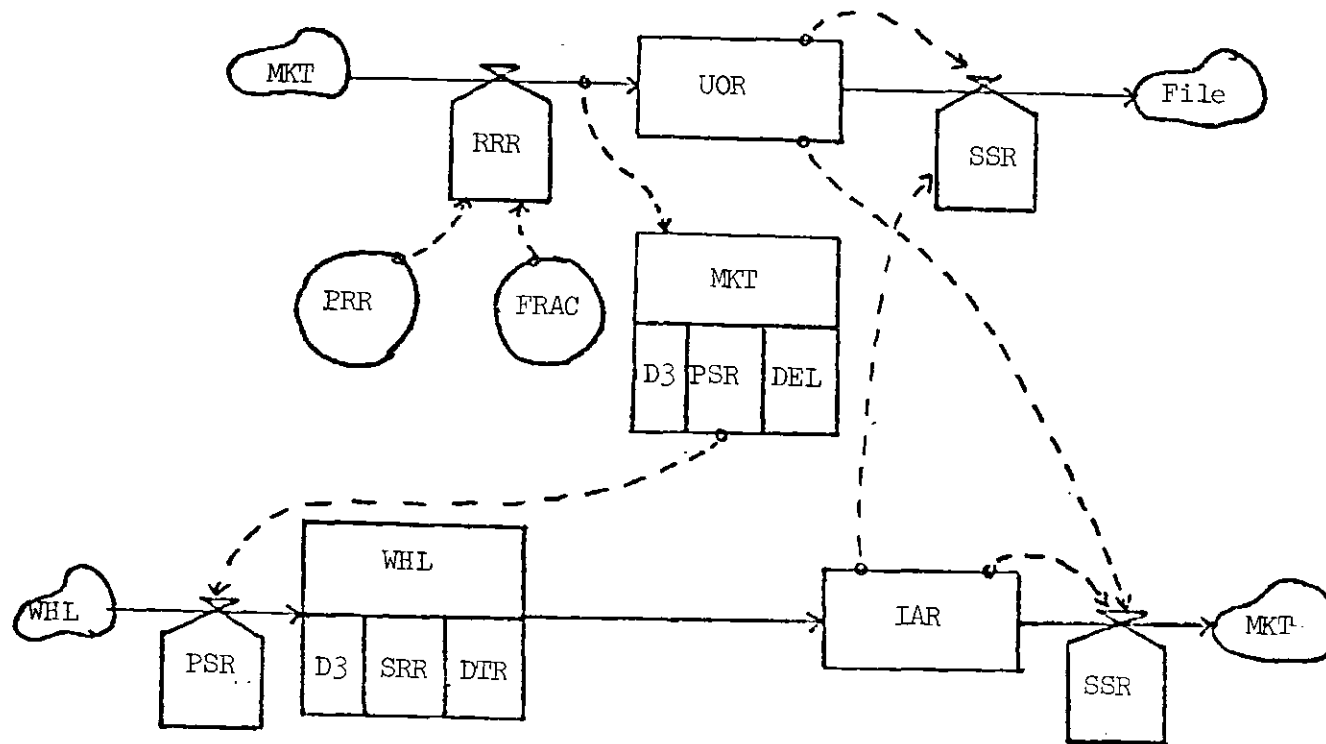 MKT
UOR
File
RRR
SSR
MKT
PRR
FRAC
D3 PSR DEL
WHL
WHL
IAR
MKT
PSR
D3 SRR DTR
SSR